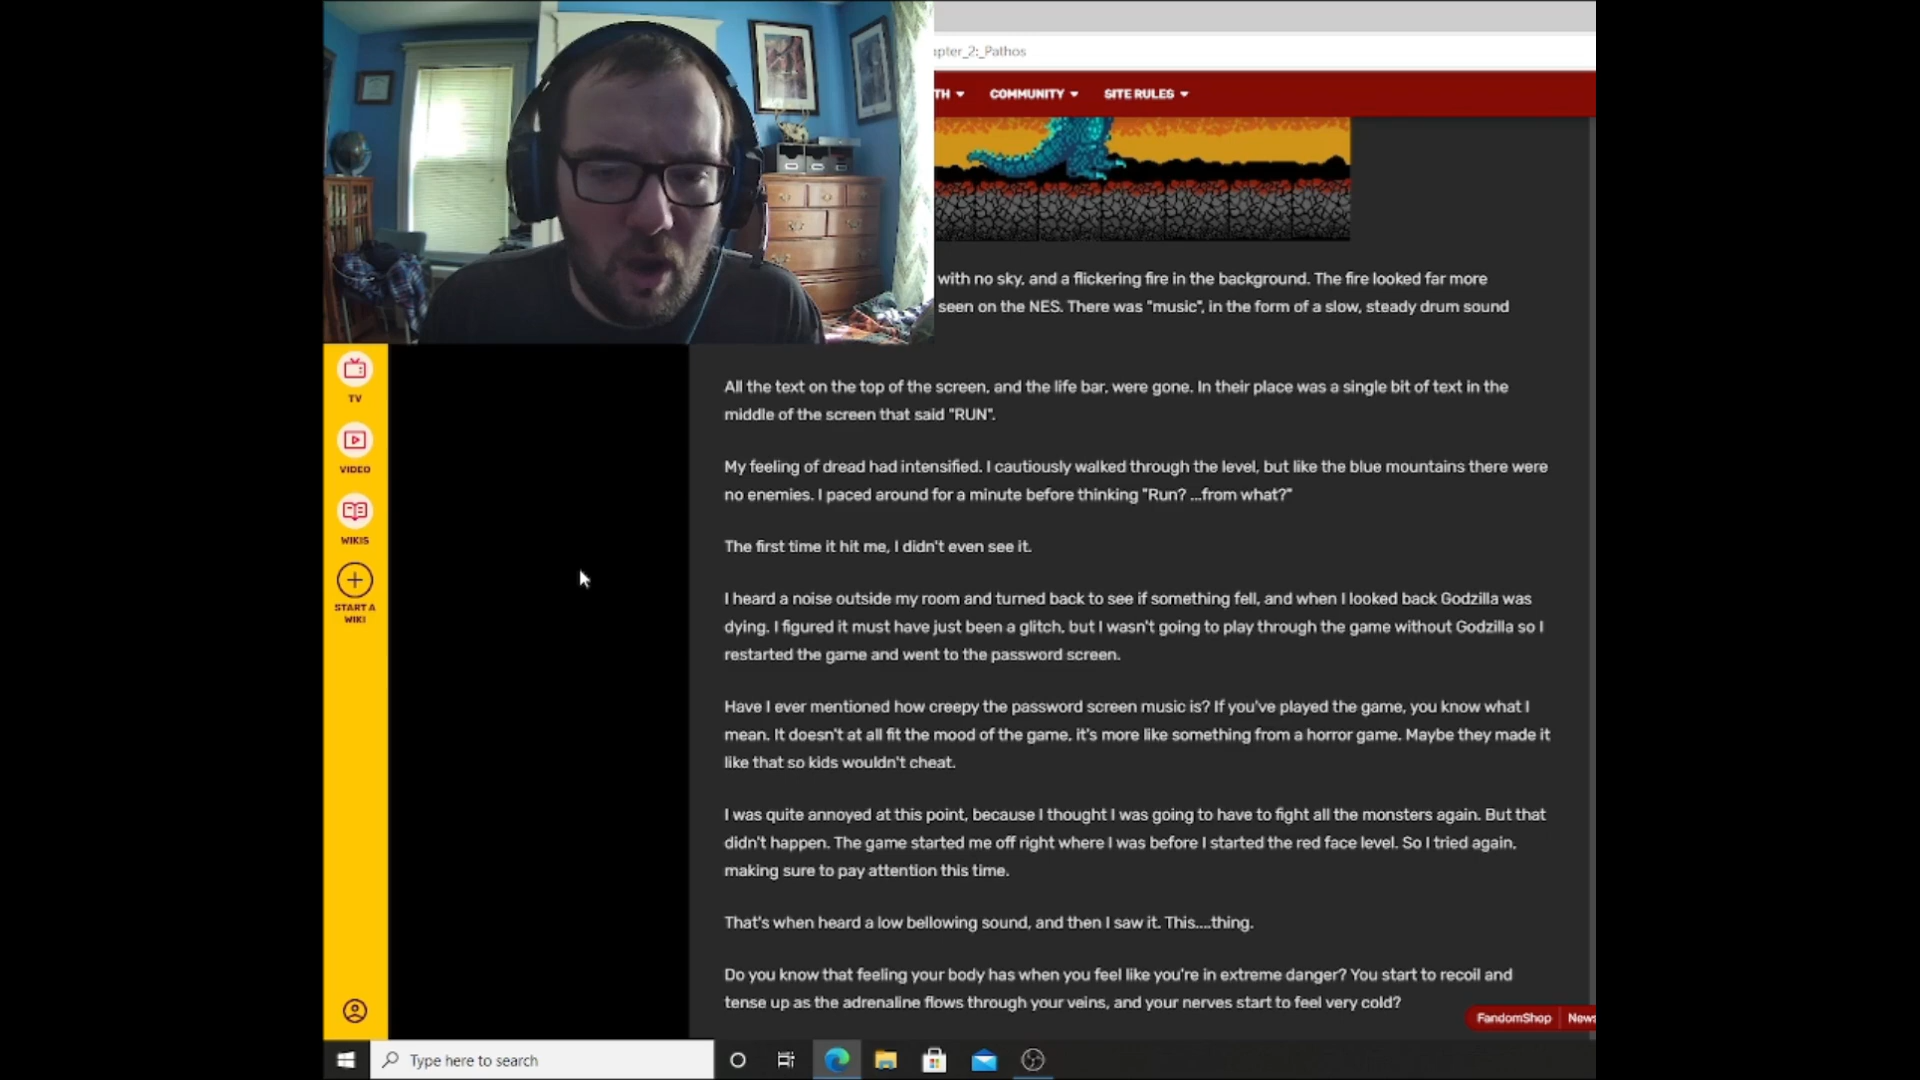 apter_2:_Pathos
TH
COMMUNITY
SITE RULES
with no sky, and a flickering fire in the background. The fire looked far more
seen on the NES. There was "music", in the form of a slow, steady drum sound
TV
VIDEO
WIKIS
START A
WIKI
All the text on the top of the screen, and the life bar, were gone. In their place was a single bit of text in the
middle of the screen that said "RUN".
My feeling of dread had intensified. I cautiously walked through the level, but like the blue mountains there were
no enemies. I paced around for a minute before thinking "Run? ...from what?"
The first time it hit me, I didn't even see it.
I heard a noise outside my room and turned back to see if something fell, and when I looked back Godzilla was
dying. I figured it must have just been a glitch, but I wasn't going to play through the game without Godzilla so I
restarted the game and went to the password screen.
Have I ever mentioned how creepy the password screen music is? If you've played the game, you know what I
mean. It doesn't at all fit the mood of the game, it's more like something from a horror game. Maybe they made it
like that so kids wouldn't cheat.
I was quite annoyed at this point, because I thought I was going to have to fight all the monsters again. But that
didn't happen. The game started me off right where I was before I started the red face level. So I tried again,
making sure to pay attention this time.
That's when heard a low bellowing sound, and then I saw it. This....thing.
Do you know that feeling your body has when you feel like you're in extreme danger? You start to recoil and
tense up as the adrenaline flows through your veins, and your nerves start to feel very cold?
FandomShop
News
Type here to search